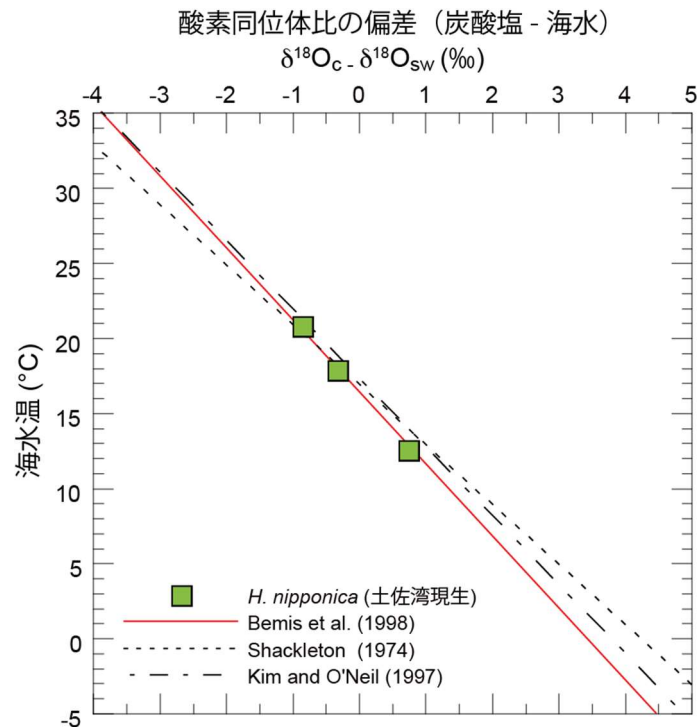 酸素同位体比の偏差（炭酸塩 - 海水）
δ¹⁸Oc - δ¹⁸Osw (‰)
-4 -3 -2 -1 0 1 2 3 4 5
35
30
25
20
15
10
5
0
-5
海水温 (°C)
H. nipponica (土佐湾現生)
Bemis et al. (1998)
Shackleton (1974)
Kim and O'Neil (1997)